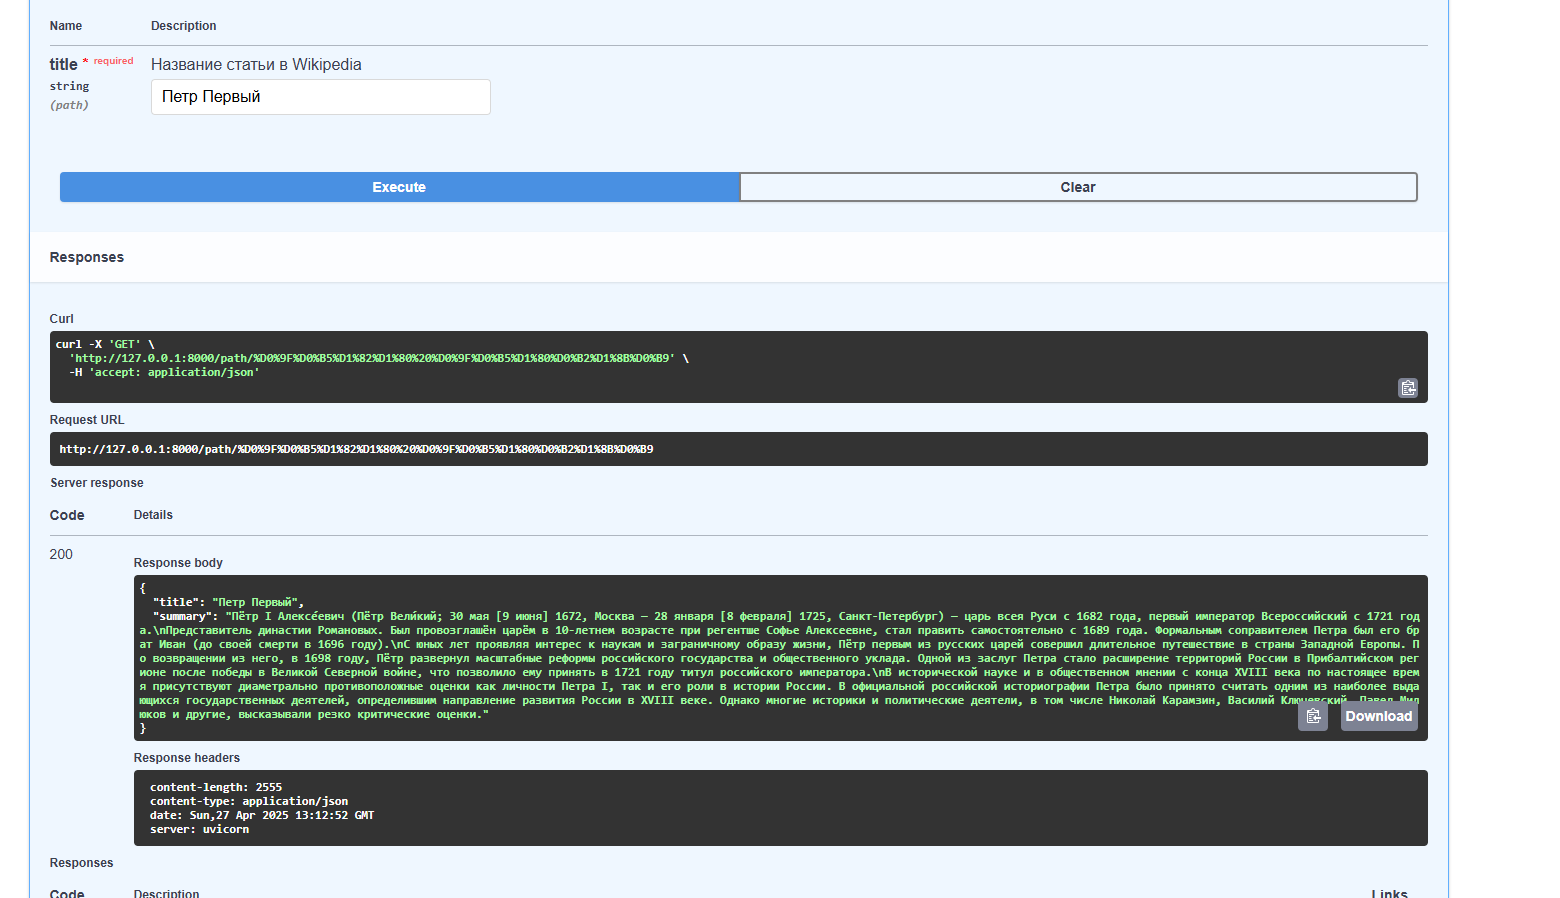 Name Description
title * required Название статьи в Wikipedia
string
(path)
Петр Первый
Execute Clear
Responses
Curl
curl -X 'GET' \
'http://127.0.0.1:8000/path/%D0%9F%D0%B5%D1%82%D1%80%20%D0%9F%D0%B5%D1%80%D0%B2%D1%8B%D0%B9' \
-H 'accept: application/json'
Request URL
http://127.0.0.1:8000/path/%D0%9F%D0%B5%D1%82%D1%80%20%D0%9F%D0%B5%D1%80%D0%B2%D1%8B%D0%B9
Server response
Code Details
200
Response body
{
"title": "Петр Первый",
"summary": "Пётр I Алексе́евич (Пётр Вели́кий; 30 мая [9 июня] 1672, Москва — 28 января [8 февраля] 1725, Санкт-Петербург) — царь всея Руси с 1682 года, первый император Всероссийский с 1721 год
а.\nПредставитель династии Романовых. Был провозглашён царём в 10-летнем возрасте при регентше Софье Алексеевне, стал править самостоятельно с 1689 года. Формальным соправителем Петра был его бр
ат Иван (до своей смерти в 1696 году).\nС юных лет проявляя интерес к наукам и заграничному образу жизни, Пётр первым из русских царей совершил длительное путешествие в страны Западной Европы. П
о возвращении из него, в 1698 году, Пётр развернул масштабные реформы российского государства и общественного уклада. Одной из заслуг Петра стало расширение территорий России в Прибалтийском рег
ионе после победы в Великой Северной войне, что позволило ему принять в 1721 году титул российского императора.\nВ исторической науке и в общественном мнении с конца XVIII века по настоящее врем
я присутствуют диаметрально противоположные оценки как личности Петра I, так и его роли в истории России. В официальной российской историографии Петра было принято считать одним из наиболее выда
ющихся государственных деятелей, определившим направление развития России в XVIII веке. Однако многие историки и политические деятели, в том числе Николай Карамзин, Василий Ключевский, Павел Мил
юков и другие, высказывали резко критические оценки."
}
Download
Response headers
content-length: 2555
content-type: application/json
date: Sun,27 Apr 2025 13:12:52 GMT
server: uvicorn
Responses
Code Description Links